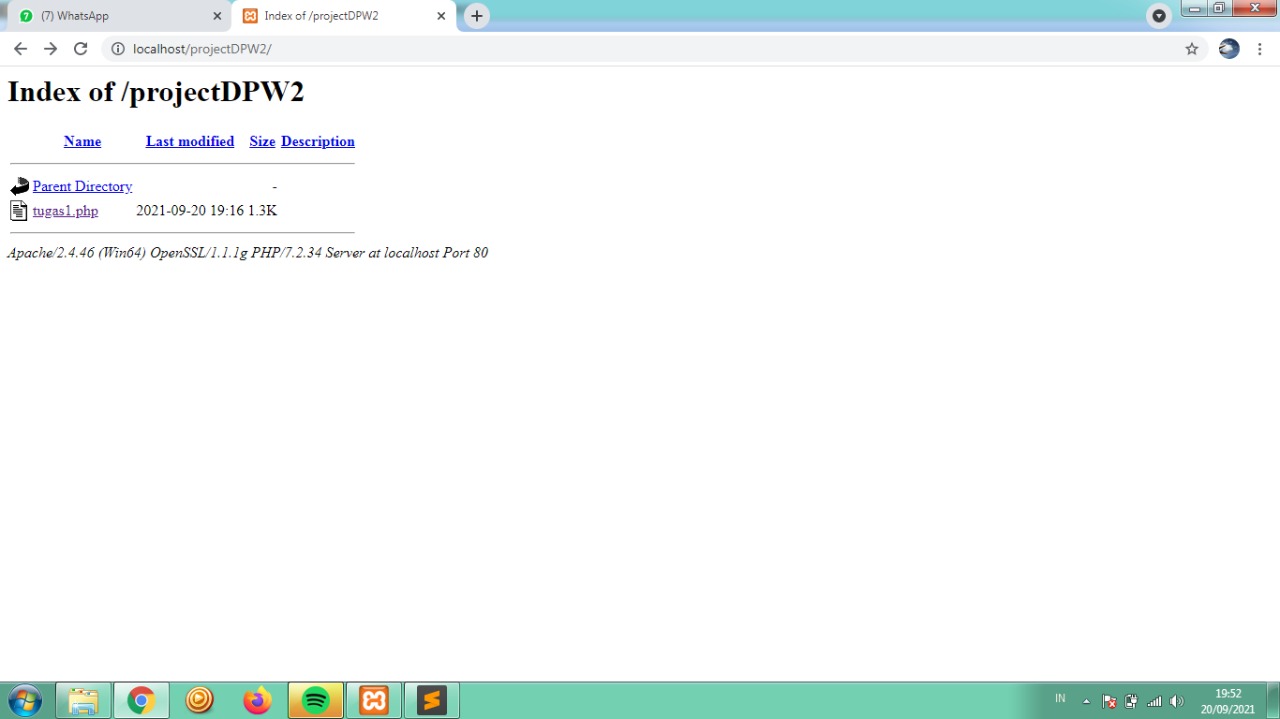 (7) WhatsApp
Index of /projectDPW2
localhost/projectDPW2/
Index of /projectDPW2
Name Last modified Size Description
Parent Directory -
tugas1.php 2021-09-20 19:16 1.3K
Apache/2.4.46 (Win64) OpenSSL/1.1.1g PHP/7.2.34 Server at localhost Port 80
IN
19:52
20/09/2021